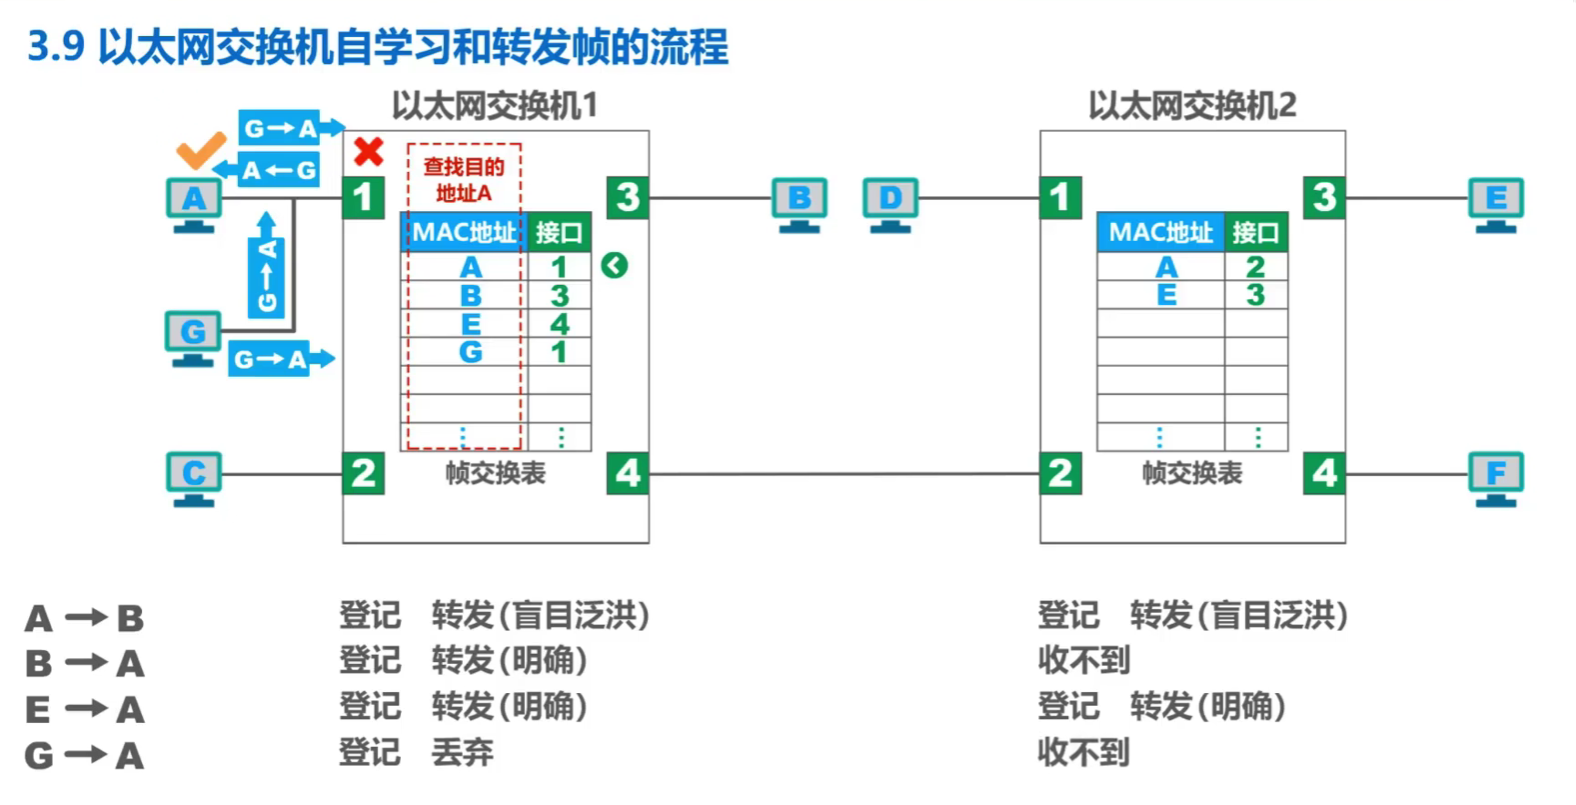 3.9 以太网交换机自学习和转发帧的流程
以太网交换机1
以太网交换机2
G→A
A←G
查找目的
地址A
A
1
3
B
D
1
3
E
MAC地址 接口
A 1
B 3
E 4
G 1
⋮ ⋮
帧交换表
MAC地址 接口
A 2
E 3
⋮ ⋮
帧交换表
G→A
G
G→A
C
2
4
2
4
F
A → B 登记 转发(盲目泛洪) 登记 转发(盲目泛洪)
B → A 登记 转发(明确) 收不到
E → A 登记 转发(明确) 登记 转发(明确)
G → A 登记 丢弃 收不到